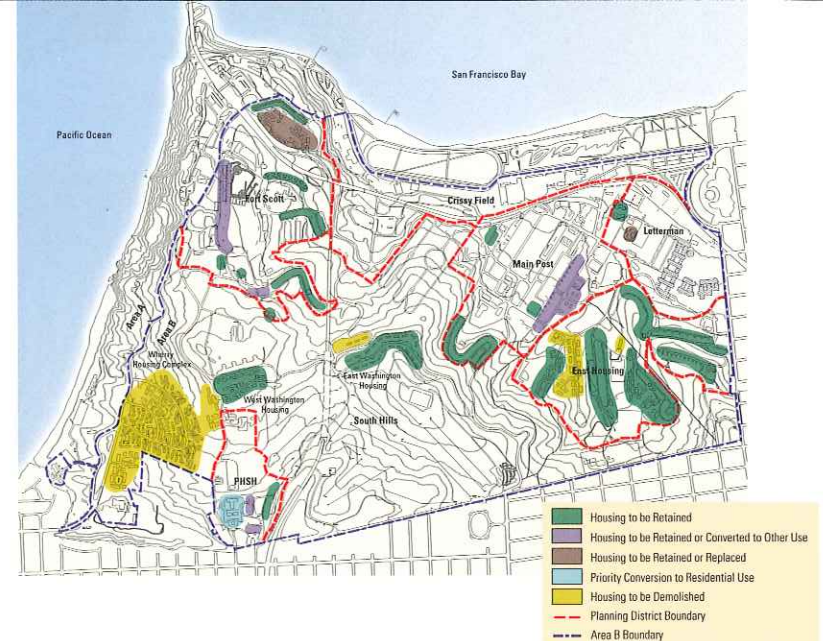 San Francisco Bay
Pacific Ocean
Fort Scott
Crissy Field
Letterman
Main Post
Area A
Area B
Wherry
Housing Complex
East Housing
East Washington
Housing
West Washington
Housing
South Hills
PHSH
Housing to be Retained
Housing to be Retained or Converted to Other Use
Housing to be Retained or Replaced
Priority Conversion to Residential Use
Housing to be Demolished
Planning District Boundary
Area B Boundary